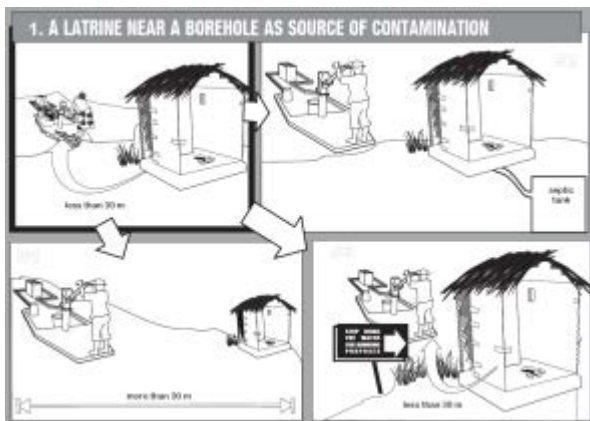 1. A LATRINE NEAR A BOREHOLE AS SOURCE OF CONTAMINATION
less than 30 m
septic
tank
more than 30 m
STOP USING
THE WATER
FOR DRINKING
PURPOSES
less than 30 m